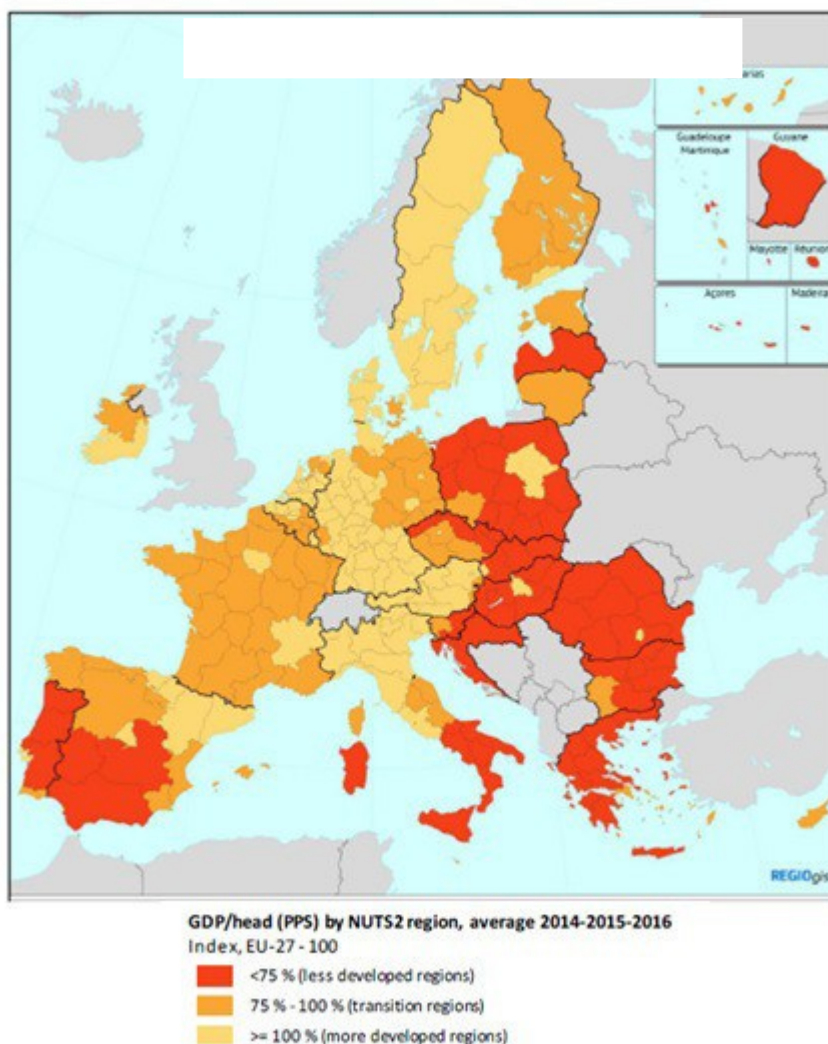 arias
Guadeloupe
Martinique
Guyane
Mayotte
Réunion
Açores
Madeira
REGIOgis
GDP/head (PPS) by NUTS2 region, average 2014-2015-2016
Index, EU-27 - 100
<75 % (less developed regions)
75 % - 100 % (transition regions)
>= 100 % (more developed regions)